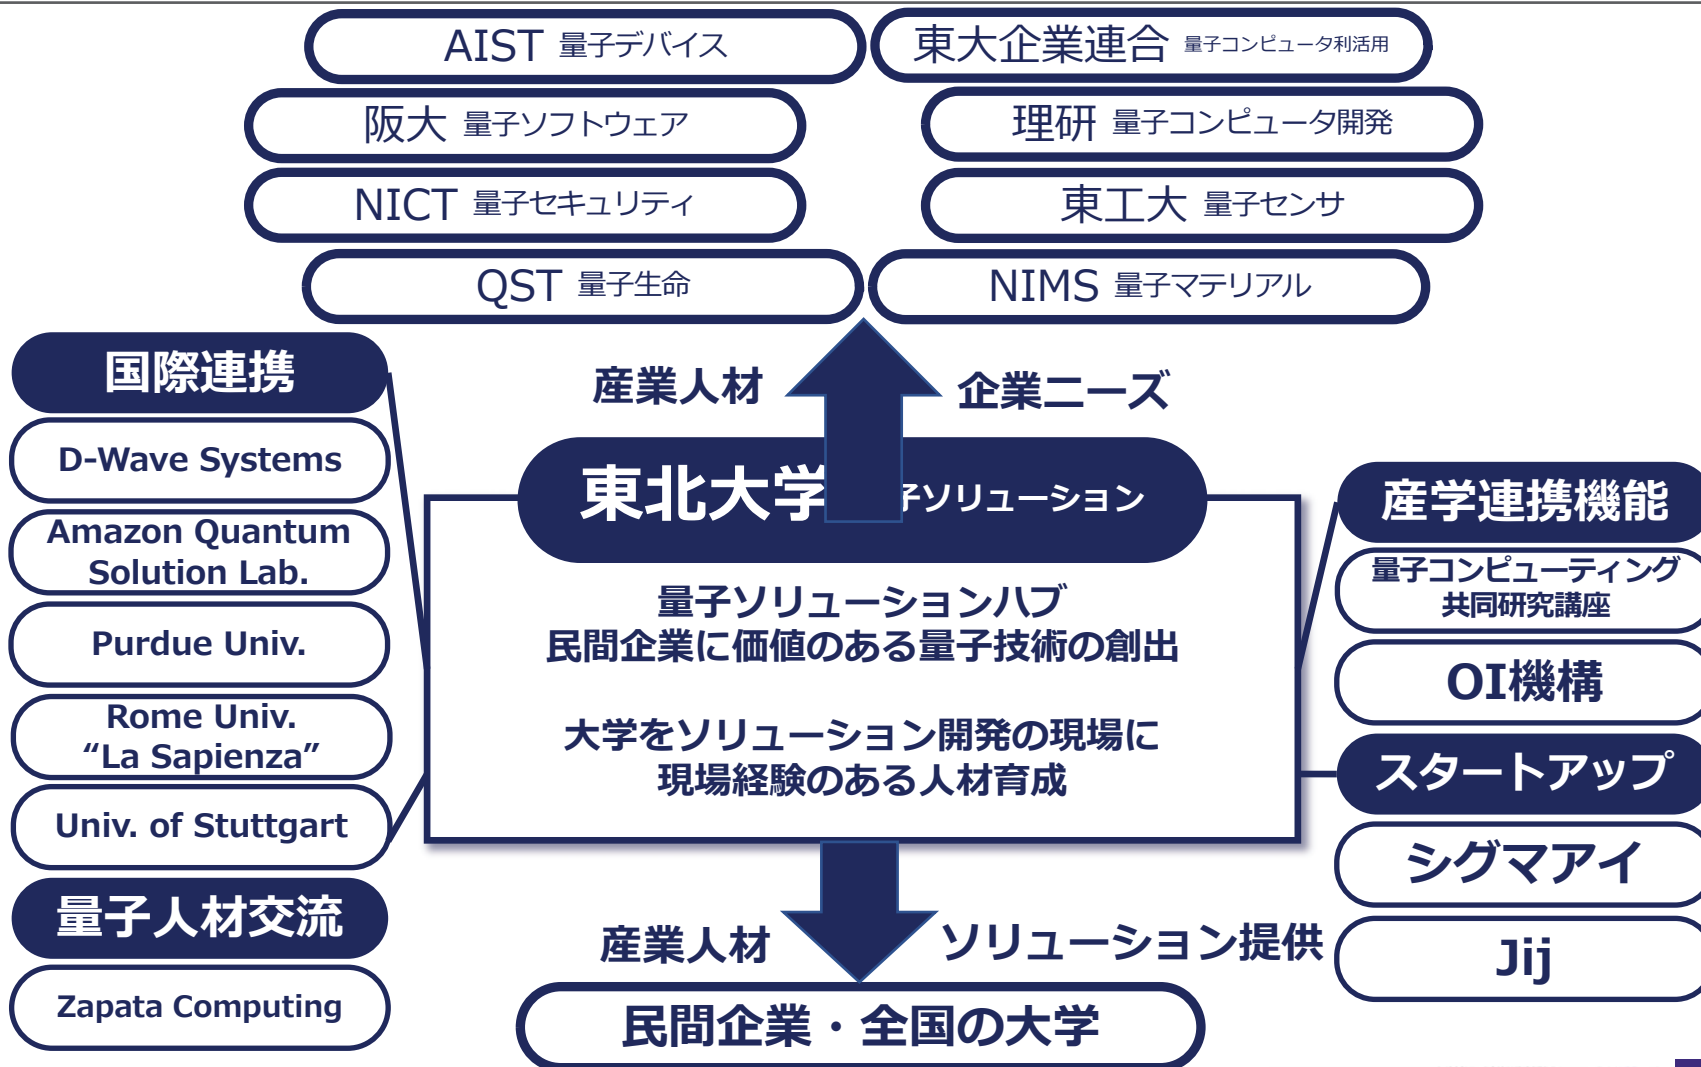 AIST 量子デバイス
東大企業連合 量子コンピュータ利活用
阪大 量子ソフトウェア
理研 量子コンピュータ開発
NICT 量子セキュリティ
東工大 量子センサ
QST 量子生命
NIMS 量子マテリアル
産業人材
企業ニーズ
国際連携
D-Wave Systems
Amazon Quantum
Solution Lab.
Purdue Univ.
Rome Univ.
“La Sapienza”
Univ. of Stuttgart
量子人材交流
Zapata Computing
東北大学 子ソリューション
量子ソリューションハブ
民間企業に価値のある量子技術の創出
大学をソリューション開発の現場に
現場経験のある人材育成
産学連携機能
量子コンピューティング
共同研究講座
OI機構
スタートアップ
シグマアイ
Jij
産業人材
ソリューション提供
民間企業・全国の大学